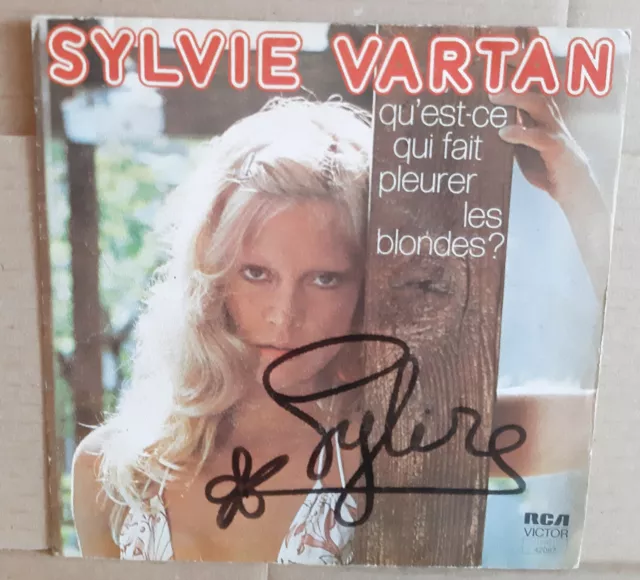 SYLVIE VARTAN
qu'est-ce
qui fait
pleurer
les
blondes?
Sylvie
RCA
VICTOR